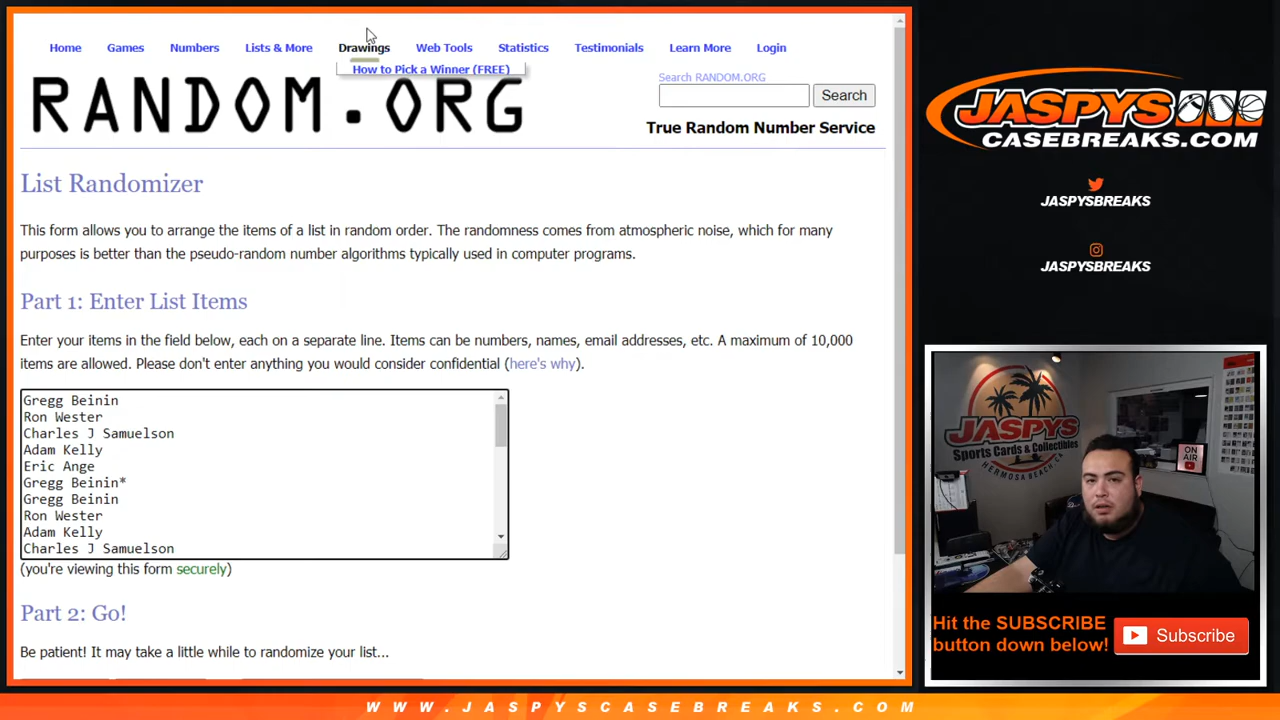 Home Games Numbers Lists & More Drawings Web Tools Statistics Testimonials Learn More Login
How to Pick a Winner (FREE)
RANDOM.ORG
Search RANDOM.ORG
Search
True Random Number Service
List Randomizer
This form allows you to arrange the items of a list in random order. The randomness comes from atmospheric noise, which for many
purposes is better than the pseudo-random number algorithms typically used in computer programs.
Part 1: Enter List Items
Enter your items in the field below, each on a separate line. Items can be numbers, names, email addresses, etc. A maximum of 10,000
items are allowed. Please don't enter anything you would consider confidential (here's why).
Gregg Beinin
Ron Wester
Charles J Samuelson
Adam Kelly
Eric Ange
Gregg Beinin*
Gregg Beinin
Ron Wester
Adam Kelly
Charles J Samuelson
(you're viewing this form securely)
Part 2: Go!
Be patient! It may take a little while to randomize your list...
JASPYS
CASEBREAKS.COM
JASPYSBREAKS
JASPYSBREAKS
JASPYS
Sports Cards & Collectibles
HERMOSA BEACH, CA
ON
AIR
Hit the SUBSCRIBE
button down below!
Subscribe
WWW.JASPYSCASEBREAKS.COM